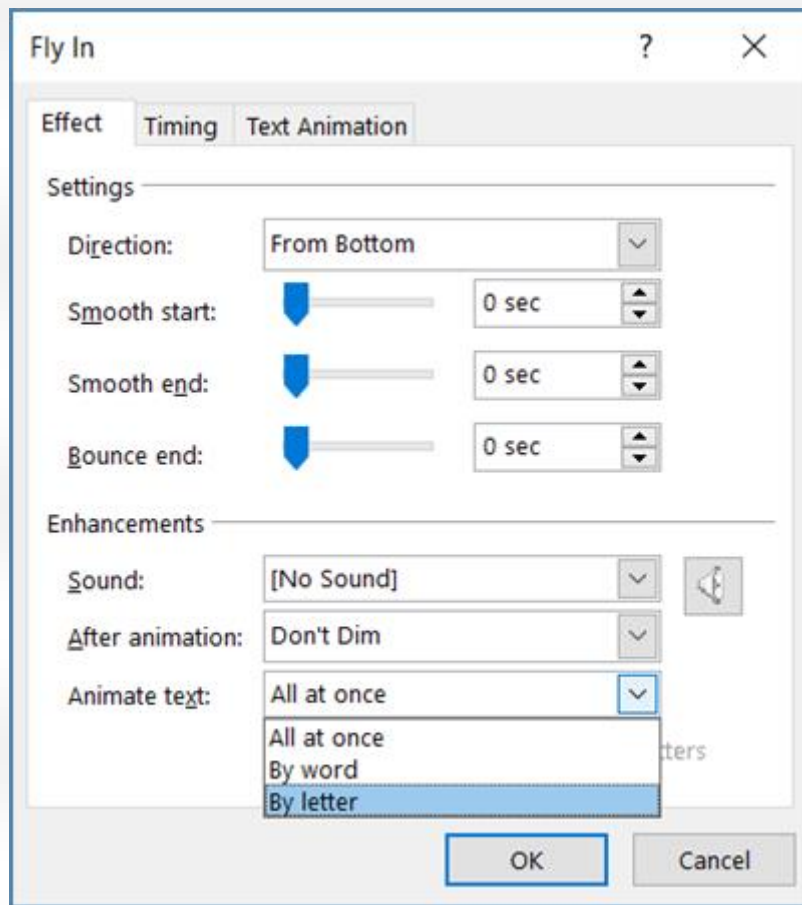 Fly In ?
Effect Timing Text Animation
Settings
Direction: From Bottom
Smooth start: 0 sec
Smooth end: 0 sec
Bounce end: 0 sec
Enhancements
Sound: [No Sound]
After animation: Don't Dim
Animate text: All at once
All at once
By word
By letter
OK Cancel